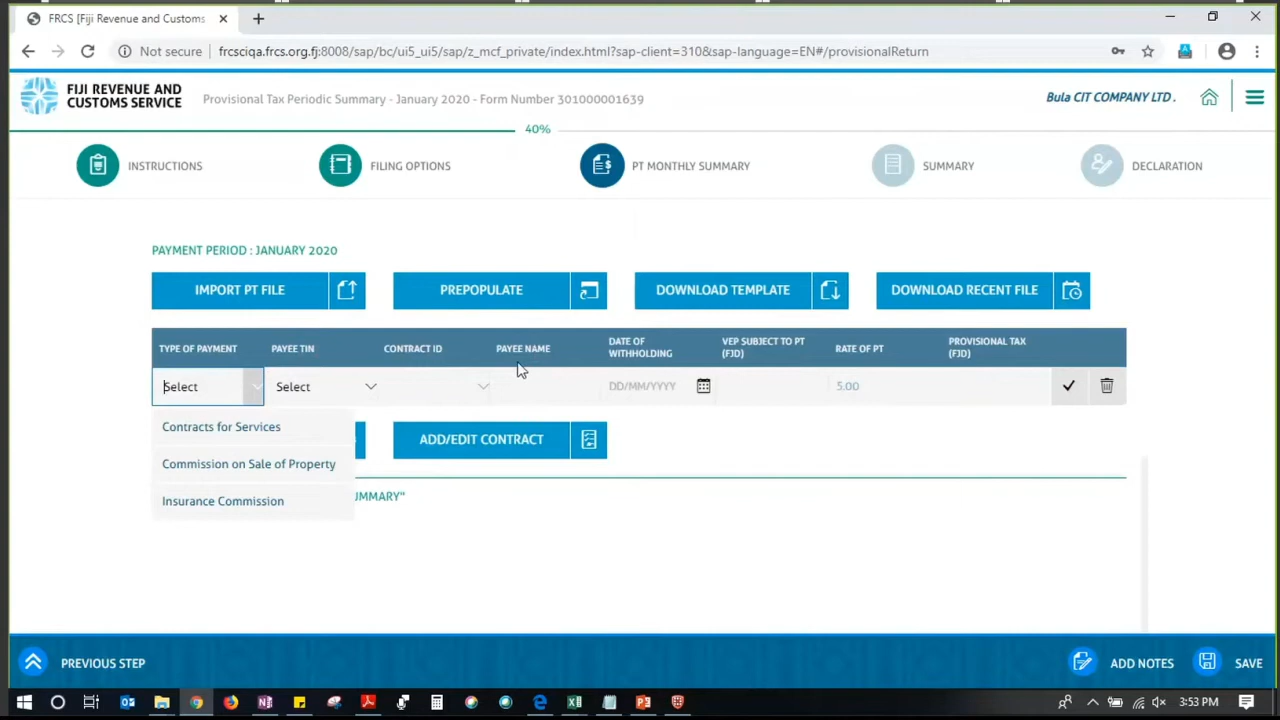 FRCS [Fiji Revenue and Customs
Not secure frcsciqa.frcs.org.fj:8008/sap/bc/ui5_ui5/sap/z_mcf_private/index.html?sap-client=310&sap-language=EN#/provisionalReturn
FIJI REVENUE AND
CUSTOMS SERVICE
Provisional Tax Periodic Summary - January 2020 - Form Number 301000001639
Bula CIT COMPANY LTD .
40%
INSTRUCTIONS
FILING OPTIONS
PT MONTHLY SUMMARY
SUMMARY
DECLARATION
PAYMENT PERIOD : JANUARY 2020
IMPORT PT FILE
PREPOPULATE
DOWNLOAD TEMPLATE
DOWNLOAD RECENT FILE
TYPE OF PAYMENT
PAYEE TIN
CONTRACT ID
PAYEE NAME
DATE OF
WITHHOLDING
VEP SUBJECT TO PT
(FJD)
RATE OF PT
PROVISIONAL TAX
(FJD)
Select
Select
DD/MM/YYYY
5.00
Contracts for Services
Commission on Sale of Property
Insurance Commission
ADD/EDIT CONTRACT
UMMARY"
PREVIOUS STEP
ADD NOTES
SAVE
3:53 PM